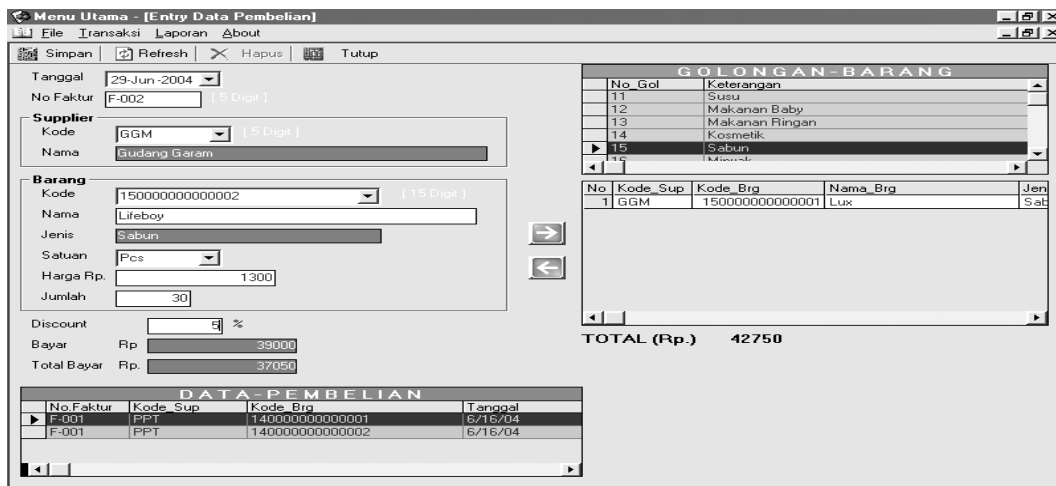 Menu Utama - [Entry Data Pembelian]
File Transaksi Laporan About
Simpan Refresh Hapus Tutup
Tanggal 29-Jun-2004
No Faktur F-002 [ 5 Digit ]
Supplier
Kode GGM [ 5 Digit ]
Nama Gudang Garam
Barang
Kode 150000000000002 [ 15 Digit ]
Nama Lifeboy
Jenis Sabun
Satuan Pcs
Harga Rp. 1300
Jumlah 30
Discount 5 %
Bayar Rp 39000
Total Bayar Rp. 37050
GOLONGAN-BARANG
No_Gol Keterangan
11 Susu
12 Makanan Baby
13 Makanan Ringan
14 Kosmetik
15 Sabun
16 Minyak
No Kode_Sup Kode_Brg Nama_Brg Jen
1 GGM 150000000000001 Lux Sab
TOTAL (Rp.) 42750
DATA-PEMBELIAN
No.Faktur Kode_Sup Kode_Brg Tanggal
F-001 PPT 140000000000001 6/16/04
F-001 PPT 140000000000002 6/16/04